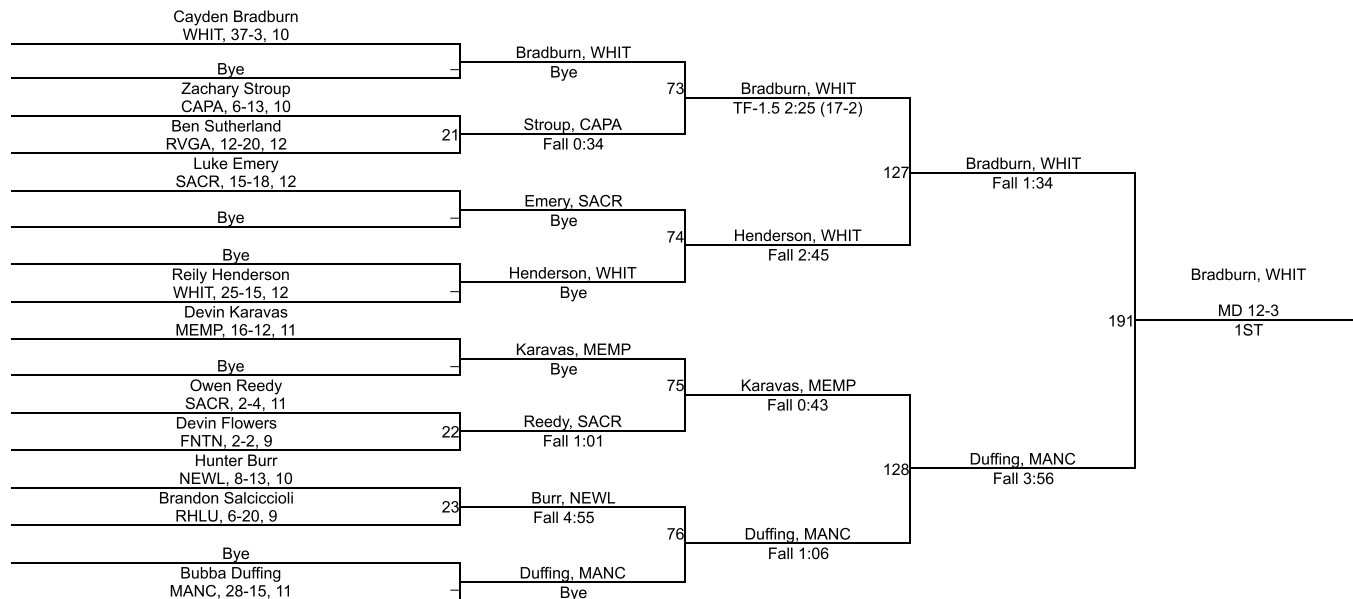 Cayden Bradburn
WHIT, 37-3, 10
Bye
Zachary Stroup
CAPA, 6-13, 10
Ben Sutherland
RVGA, 12-20, 12
Luke Emery
SACR, 15-18, 12
Bye
Bye
Reily Henderson
WHIT, 25-15, 12
Devin Karavas
MEMP, 16-12, 11
Bye
Owen Reedy
SACR, 2-4, 11
Devin Flowers
FNTN, 2-2, 9
Hunter Burr
NEWL, 8-13, 10
Brandon Salciccioli
RHLU, 6-20, 9
Bye
Bubba Duffing
MANC, 28-15, 11
–
21
–
–
–
22
23
–
Bradburn, WHIT
Bye
Stroup, CAPA
Fall 0:34
Emery, SACR
Bye
Henderson, WHIT
Bye
Karavas, MEMP
Bye
Reedy, SACR
Fall 1:01
Burr, NEWL
Fall 4:55
Duffing, MANC
Bye
73
74
75
76
Bradburn, WHIT
TF-1.5 2:25 (17-2)
Henderson, WHIT
Fall 2:45
Karavas, MEMP
Fall 0:43
Duffing, MANC
Fall 1:06
127
128
Bradburn, WHIT
Fall 1:34
Duffing, MANC
Fall 3:56
191
Bradburn, WHIT
MD 12-3
1ST